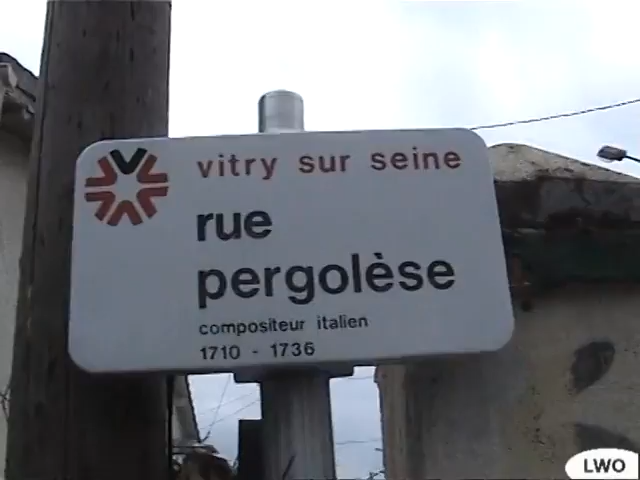 vitry sur seine
rue
pergolèse
compositeur italien
1710 - 1736
LWO